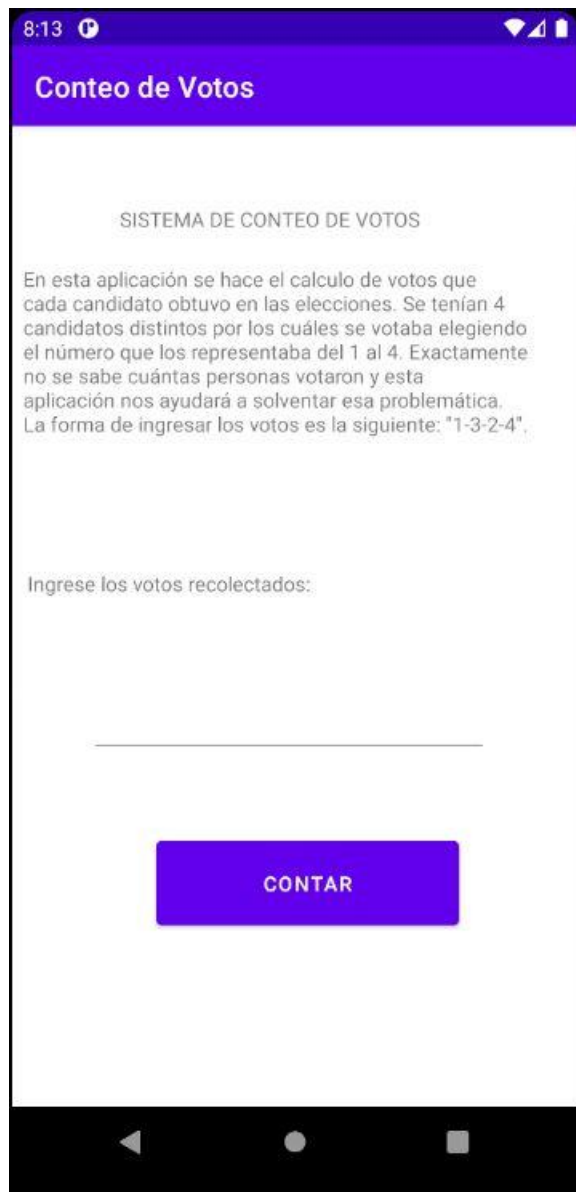 8:13
Conteo de Votos
SISTEMA DE CONTEO DE VOTOS
En esta aplicación se hace el calculo de votos que
cada candidato obtuvo en las elecciones. Se tenían 4
candidatos distintos por los cuáles se votaba elegiendo
el número que los representaba del 1 al 4. Exactamente
no se sabe cuántas personas votaron y esta
aplicación nos ayudará a solventar esa problemática.
La forma de ingresar los votos es la siguiente: "1-3-2-4".
Ingrese los votos recolectados:
CONTAR